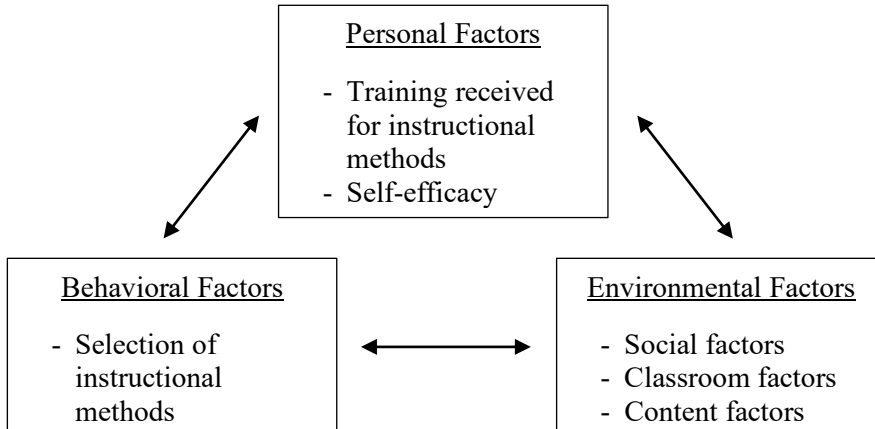 Personal Factors
- Training received
for instructional
methods
- Self-efficacy
Behavioral Factors
- Selection of
instructional
methods
Environmental Factors
- Social factors
- Classroom factors
- Content factors